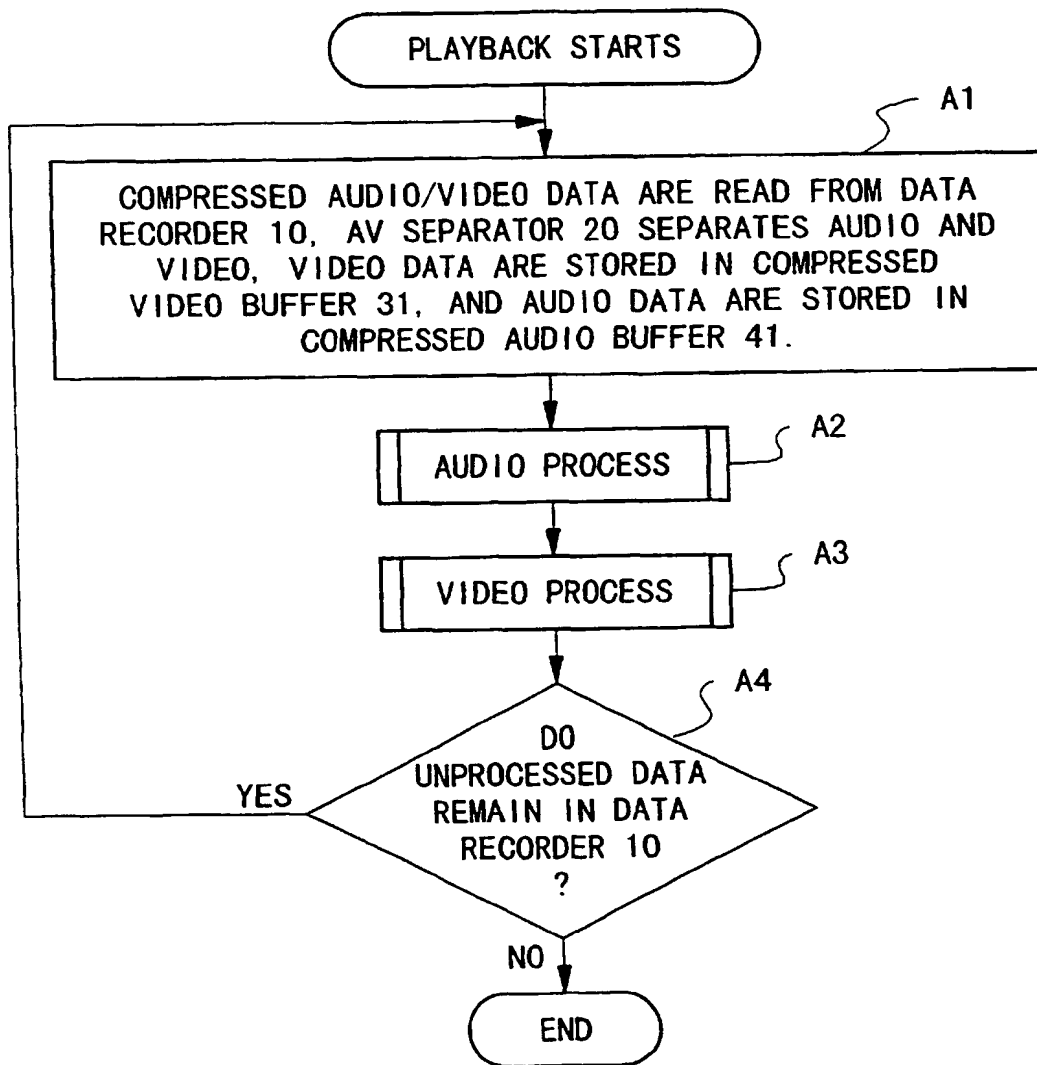 PLAYBACK STARTS
A1
COMPRESSED AUDIO/VIDEO DATA ARE READ FROM DATA
RECORDER 10, AV SEPARATOR 20 SEPARATES AUDIO AND
VIDEO, VIDEO DATA ARE STORED IN COMPRESSED
VIDEO BUFFER 31, AND AUDIO DATA ARE STORED IN
COMPRESSED AUDIO BUFFER 41.
A2
AUDIO PROCESS
A3
VIDEO PROCESS
A4
DO
UNPROCESSED DATA
REMAIN IN DATA
RECORDER 10
?
YES
NO
END